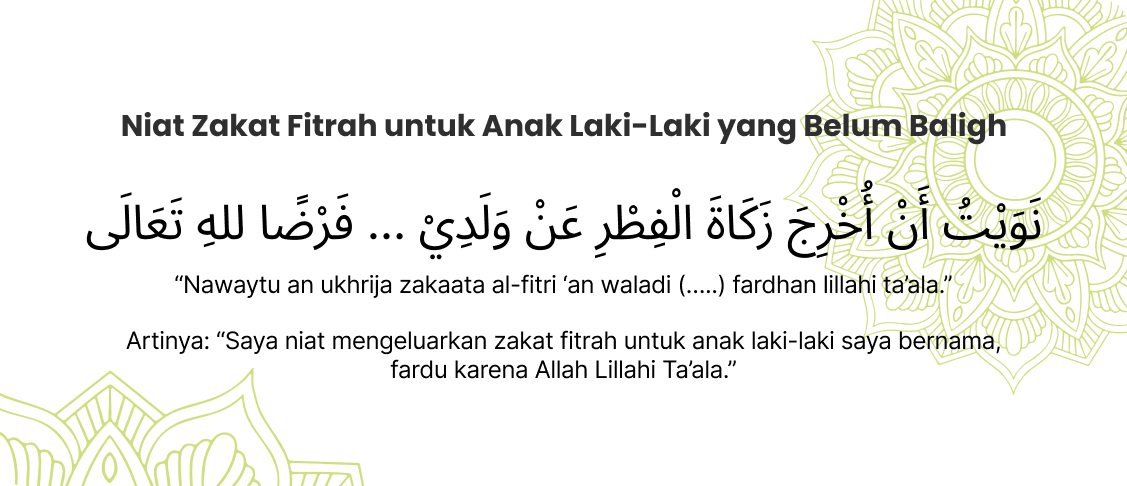 Niat Zakat Fitrah untuk Anak Laki-Laki yang Belum Baligh
نَوَيْتُ أَنْ أُخْرِجَ زَكَاةَ الْفِطْرِ عَنْ وَلَدِيْ ... فَرْضًا للهِ تَعَالَى
“Nawaytu an ukhrija zakaata al-fitri ‘an waladi (.....) fardhan lillahi ta’ala.”
Artinya: “Saya niat mengeluarkan zakat fitrah untuk anak laki-laki saya bernama,
fardu karena Allah Lillahi Ta’ala.”